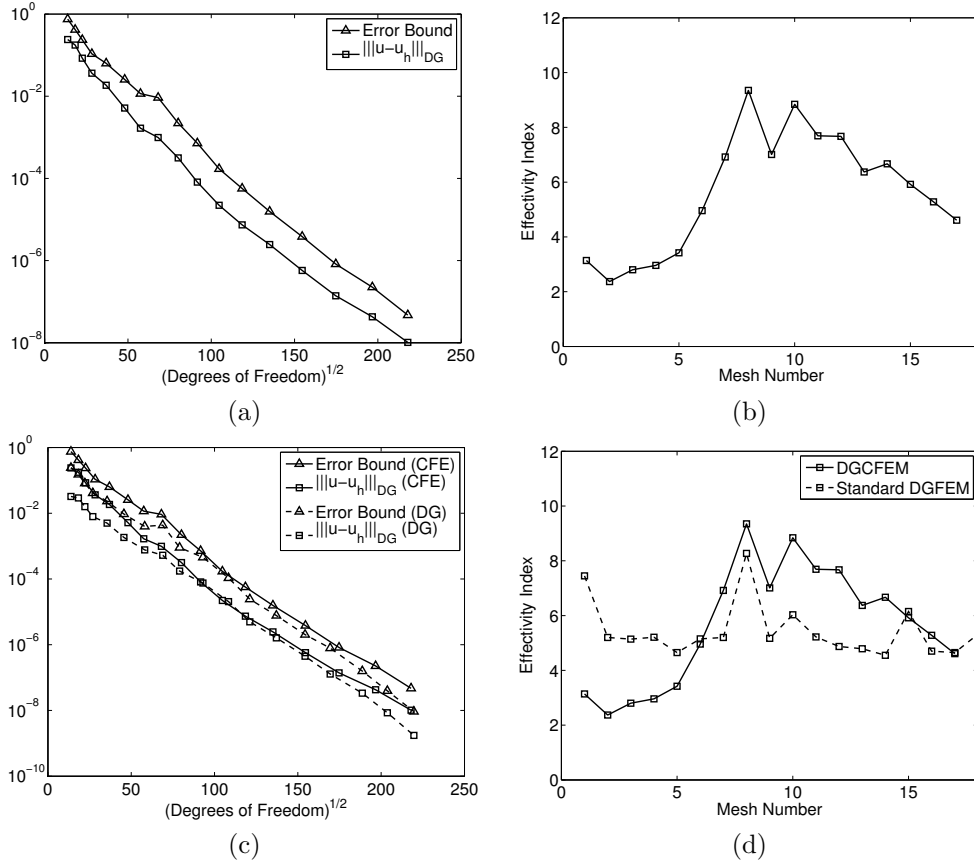 10^0
10^-2
10^-4
10^-6
10^-8
0 50 100 150 200 250
(Degrees of Freedom)^1/2
Error Bound
|||u-u_h|||_DG
(a)
12
10
8
6
4
2
0
0 5 10 15
Effectivity Index
Mesh Number
(b)
10^0
10^-2
10^-4
10^-6
10^-8
10^-10
0 50 100 150 200 250
(Degrees of Freedom)^1/2
Error Bound (CFE)
|||u-u_h|||_DG (CFE)
Error Bound (DG)
|||u-u_h|||_DG (DG)
(c)
12
10
8
6
4
2
0
0 5 10 15
Effectivity Index
Mesh Number
DGCFEM
Standard DGFEM
(d)